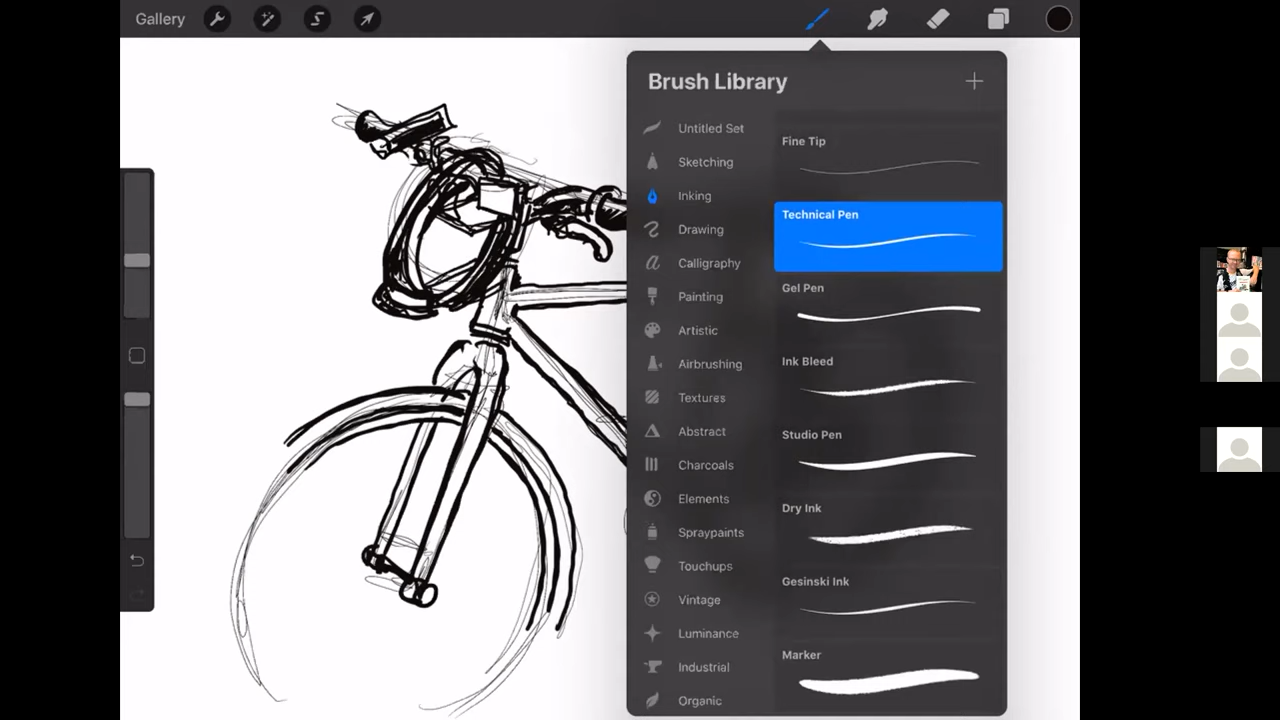 Gallery
Brush Library
Untitled Set
Sketching
Inking
Drawing
Calligraphy
Painting
Artistic
Airbrushing
Textures
Abstract
Charcoals
Elements
Spraypaints
Touchups
Vintage
Luminance
Industrial
Organic
Fine Tip
Technical Pen
Gel Pen
Ink Bleed
Studio Pen
Dry Ink
Gesinski Ink
Marker